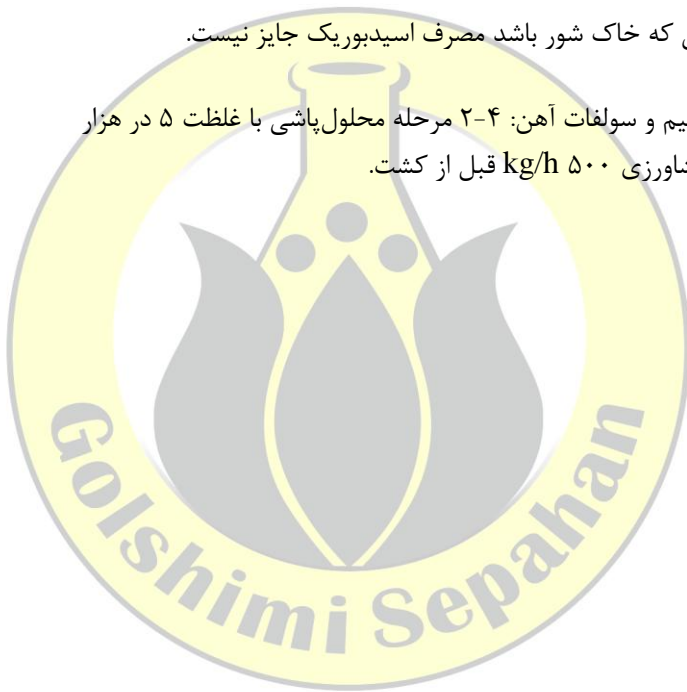 که خاک شور باشد مصرف اسیدبوریک جایز نیست.
و سولفات آهن: ۴-۲ مرحله محلول‌پاشی با غلظت ۵ در هزار
۵۰۰ kg/h قبل از کشت.
Golshimi Sepahan